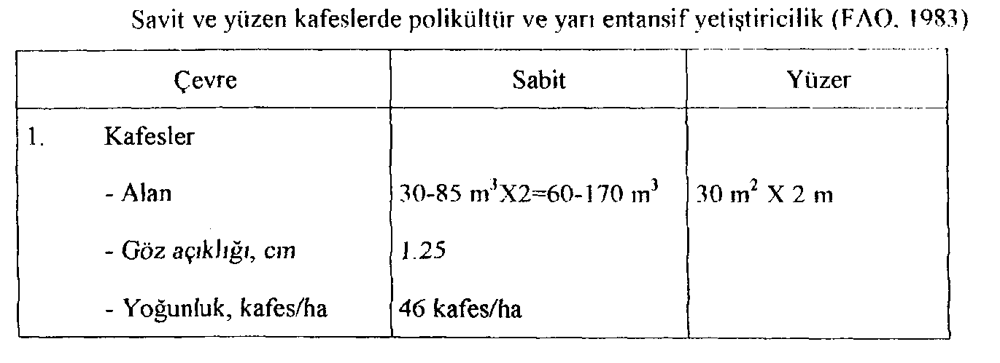 Savit ve yüzen kafeslerde polikültür ve yarı entansif yetiştiricilik (FAO. 1983)
Çevre Sabit Yüzer
1. Kafesler
- Alan 30-85 m³X2=60-170 m³ 30 m² X 2 m
- Göz açıklığı, cm 1.25
- Yoğunluk, kafes/ha 46 kafes/ha